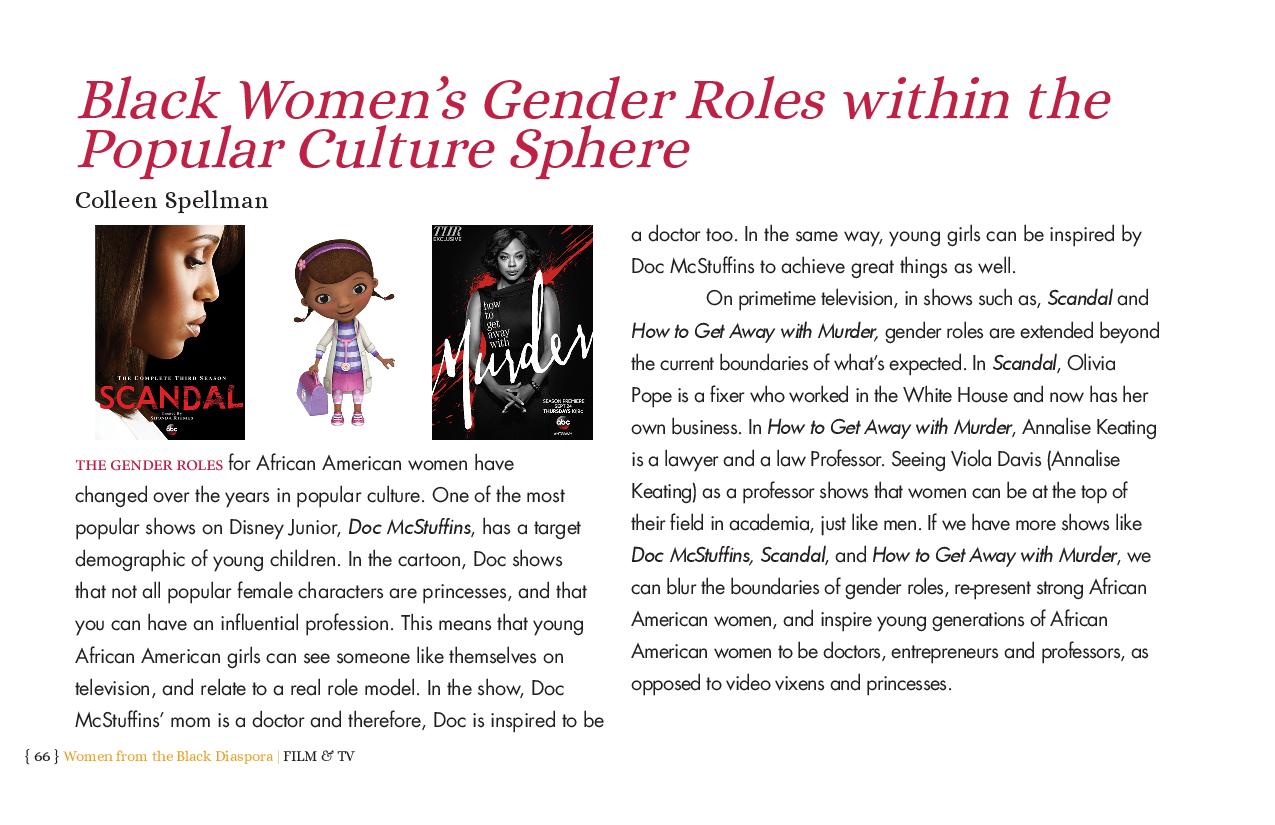 Black Women's Gender Roles within the
Popular Culture Sphere
Colleen Spellman
THE COMPLETE THIRD SEASON
SCANDAL
SHONDA RHIMES
abc
THR
EXCLUSIVE
how
to
get
away
with
Murder
SEASON PREMIERE
SEPT 24
THURSDAYS 10|9c
abc
THE GENDER ROLES for African American women have
changed over the years in popular culture. One of the most
popular shows on Disney Junior, Doc McStuffins, has a target
demographic of young children. In the cartoon, Doc shows
that not all popular female characters are princesses, and that
you can have an influential profession. This means that young
African American girls can see someone like themselves on
television, and relate to a real role model. In the show, Doc
McStuffins' mom is a doctor and therefore, Doc is inspired to be
a doctor too. In the same way, young girls can be inspired by
Doc McStuffins to achieve great things as well.
On primetime television, in shows such as, Scandal and
How to Get Away with Murder, gender roles are extended beyond
the current boundaries of what's expected. In Scandal, Olivia
Pope is a fixer who worked in the White House and now has her
own business. In How to Get Away with Murder, Annalise Keating
is a lawyer and a law Professor. Seeing Viola Davis (Annalise
Keating) as a professor shows that women can be at the top of
their field in academia, just like men. If we have more shows like
Doc McStuffins, Scandal, and How to Get Away with Murder, we
can blur the boundaries of gender roles, re-present strong African
American women, and inspire young generations of African
American women to be doctors, entrepreneurs and professors, as
opposed to video vixens and princesses.
{ 66 } Women from the Black Diaspora | FILM & TV